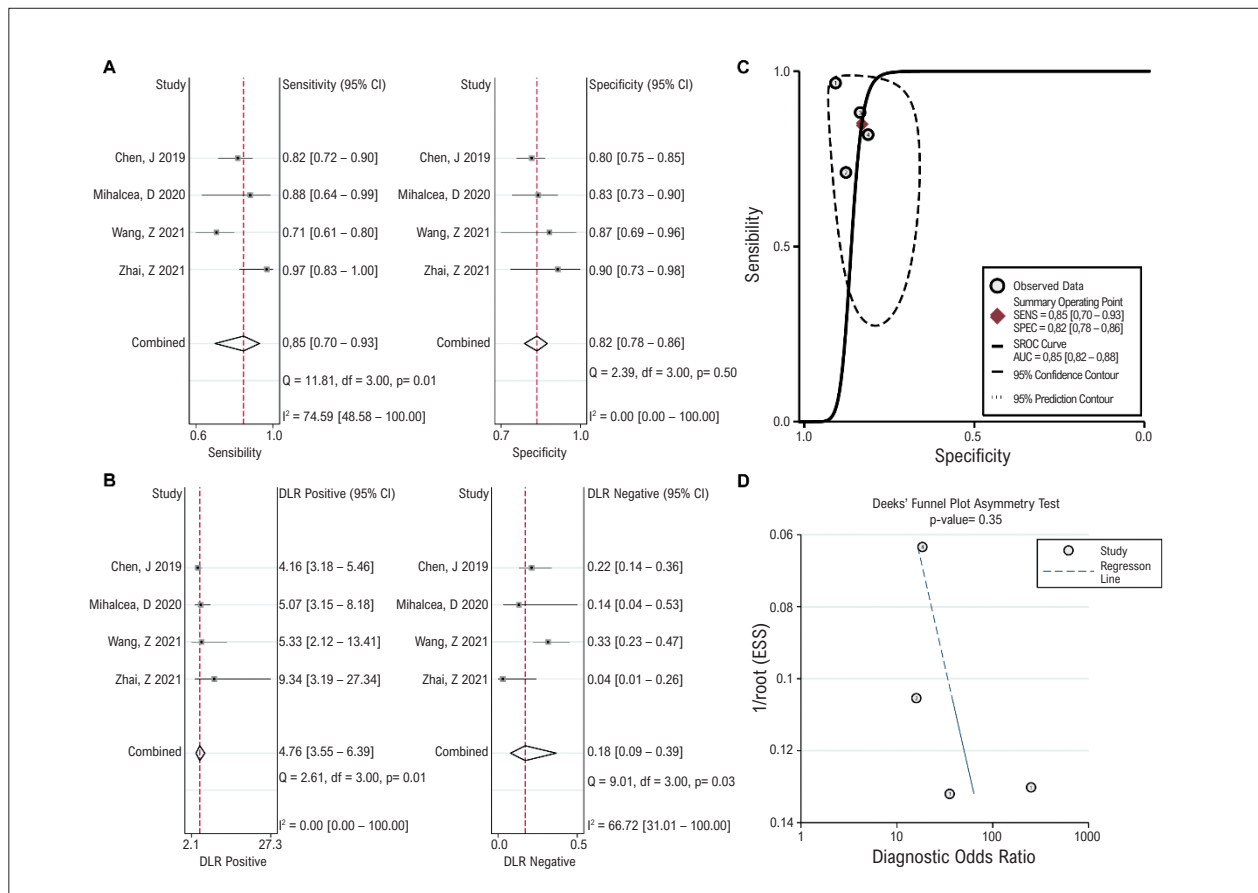 A
Study
Sensitivity (95% CI)
Chen, J 2019
0.82 [0.72 – 0.90]
Mihalcea, D 2020
0.88 [0.64 – 0.99]
Wang, Z 2021
0.71 [0.61 – 0.80]
Zhai, Z 2021
0.97 [0.83 – 1.00]
Combined
0.85 [0.70 – 0.93]
Q = 11.81, df = 3.00, p= 0.01
I² = 74.59 [48.58 – 100.00]
0.6
1.0
Sensibility
Study
Specificity (95% CI)
Chen, J 2019
0.80 [0.75 – 0.85]
Mihalcea, D 2020
0.83 [0.73 – 0.90]
Wang, Z 2021
0.87 [0.69 – 0.96]
Zhai, Z 2021
0.90 [0.73 – 0.98]
Combined
0.82 [0.78 – 0.86]
Q = 2.39, df = 3.00, p= 0.50
I² = 0.00 [0.00 – 100.00]
0.7
1.0
Specificity
B
Study
DLR Positive (95% CI)
Chen, J 2019
4.16 [3.18 – 5.46]
Mihalcea, D 2020
5.07 [3.15 – 8.18]
Wang, Z 2021
5.33 [2.12 – 13.41]
Zhai, Z 2021
9.34 [3.19 – 27.34]
Combined
4.76 [3.55 – 6.39]
Q = 2.61, df = 3.00, p= 0.01
I² = 0.00 [0.00 – 100.00]
2.1
27.3
DLR Positive
Study
DLR Negative (95% CI)
Chen, J 2019
0.22 [0.14 – 0.36]
Mihalcea, D 2020
0.14 [0.04 – 0.53]
Wang, Z 2021
0.33 [0.23 – 0.47]
Zhai, Z 2021
0.04 [0.01 – 0.26]
Combined
0.18 [0.09 – 0.39]
Q = 9.01, df = 3.00, p= 0.03
I² = 66.72 [31.01 – 100.00]
0.0
0.5
DLR Negative
C
1.0
0.5
0.0
Sensibility
1.0
0.5
0.0
Specificity
Observed Data
Summary Operating Point
SENS = 0,85 [0,70 – 0.93]
SPEC = 0,82 [0,78 – 0,86]
SROC Curve
AUC = 0,85 [0,82 – 0,88]
95% Confidence Contour
95% Prediction Contour
D
Deeks' Funnel Plot Asymmetry Test
p-value= 0.35
0.06
0.08
0.1
0.12
0.14
1/root (ESS)
1
10
100
1000
Diagnostic Odds Ratio
Study
Regresson
Line